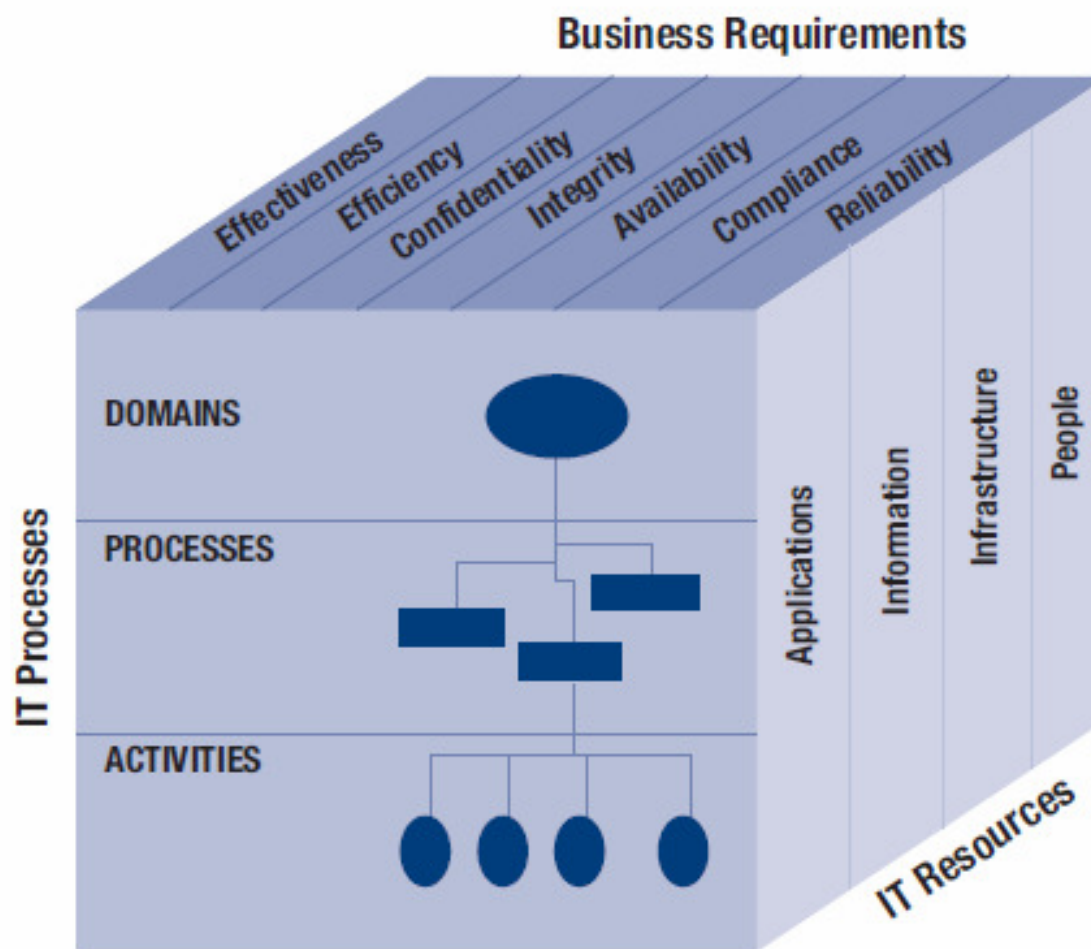 Business Requirements
Effectiveness
Efficiency
Confidentiality
Integrity
Availability
Compliance
Reliability
IT Processes
DOMAINS
PROCESSES
ACTIVITIES
Applications
Information
Infrastructure
People
IT Resources